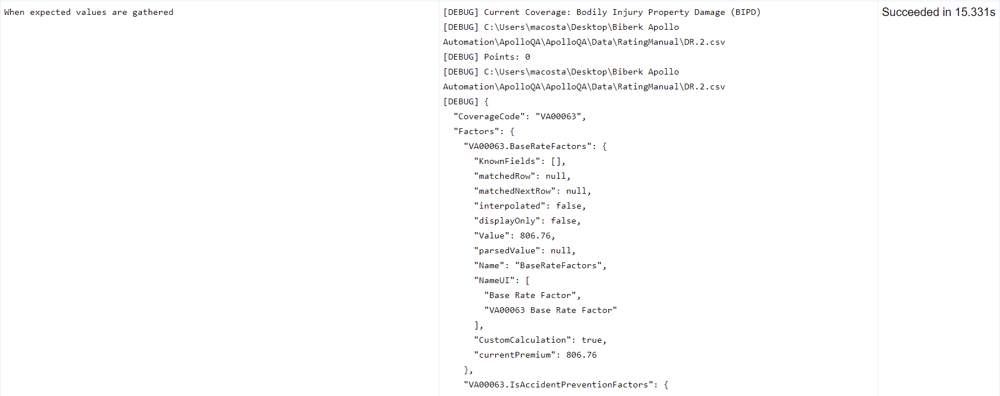 When expected values are gathered
[DEBUG] Current Coverage: Bodily Injury Property Damage (BIPD)
[DEBUG] C:\Users\macosta\Desktop\Biberk Apollo
Automation\ApolloQA\ApolloQA\Data\RatingManual\DR.2.csv
[DEBUG] Points: 0
[DEBUG] C:\Users\macosta\Desktop\Biberk Apollo
Automation\ApolloQA\ApolloQA\Data\RatingManual\DR.2.csv
[DEBUG] {
  "CoverageCode": "VA00063",
  "Factors": {
    "VA00063.BaseRateFactors": {
      "KnownFields": [],
      "matchedRow": null,
      "matchedNextRow": null,
      "interpolated": false,
      "displayOnly": false,
      "Value": 806.76,
      "parsedValue": null,
      "Name": "BaseRateFactors",
      "NameUI": [
        "Base Rate Factor",
        "VA00063 Base Rate Factor"
      ],
      "CustomCalculation": true,
      "currentPremium": 806.76
    },
    "VA00063.IsAccidentPreventionFactors": {
Succeeded in 15.331s